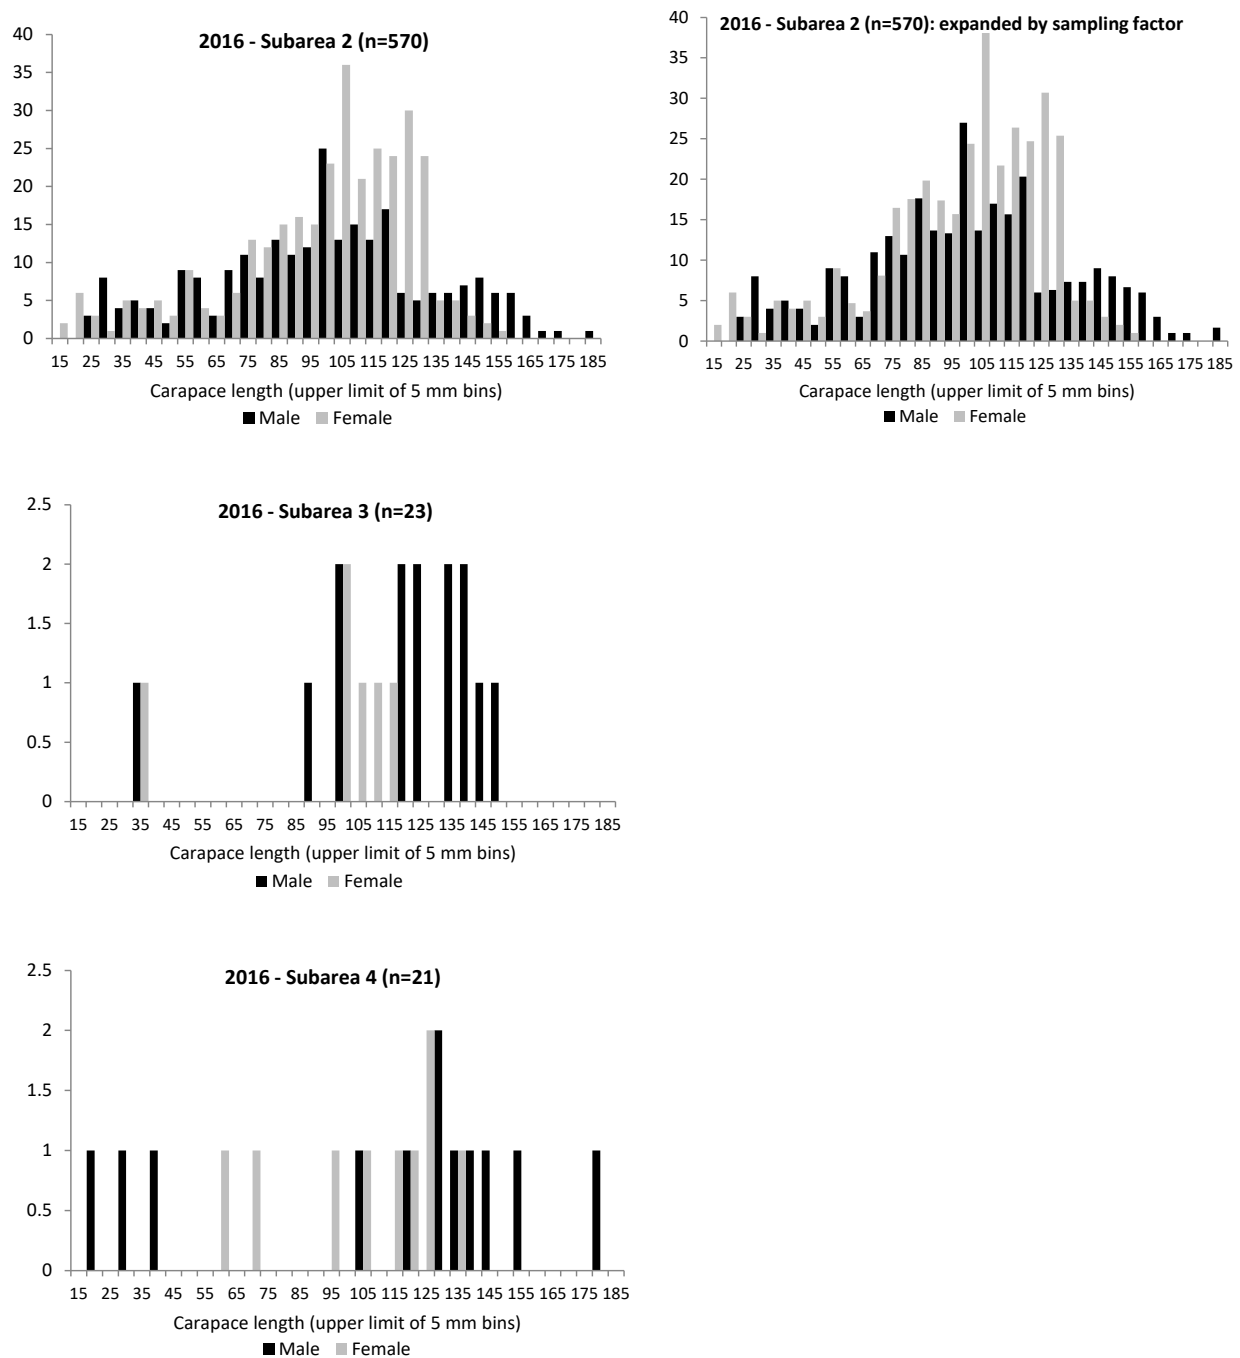 2016 - Subarea 2 (n=570)
40
35
30
25
20
15
10
5
0
15 25 35 45 55 65 75 85 95 105 115 125 135 145 155 165 175 185
Carapace length (upper limit of 5 mm bins)
Male Female
2016 - Subarea 2 (n=570): expanded by sampling factor
40
35
30
25
20
15
10
5
0
15 25 35 45 55 65 75 85 95 105 115 125 135 145 155 165 175 185
Carapace length (upper limit of 5 mm bins)
Male Female
2016 - Subarea 3 (n=23)
2.5
2
1.5
1
0.5
0
15 25 35 45 55 65 75 85 95 105 115 125 135 145 155 165 175 185
Carapace length (upper limit of 5 mm bins)
Male Female
2016 - Subarea 4 (n=21)
2.5
2
1.5
1
0.5
0
15 25 35 45 55 65 75 85 95 105 115 125 135 145 155 165 175 185
Carapace length (upper limit of 5 mm bins)
Male Female